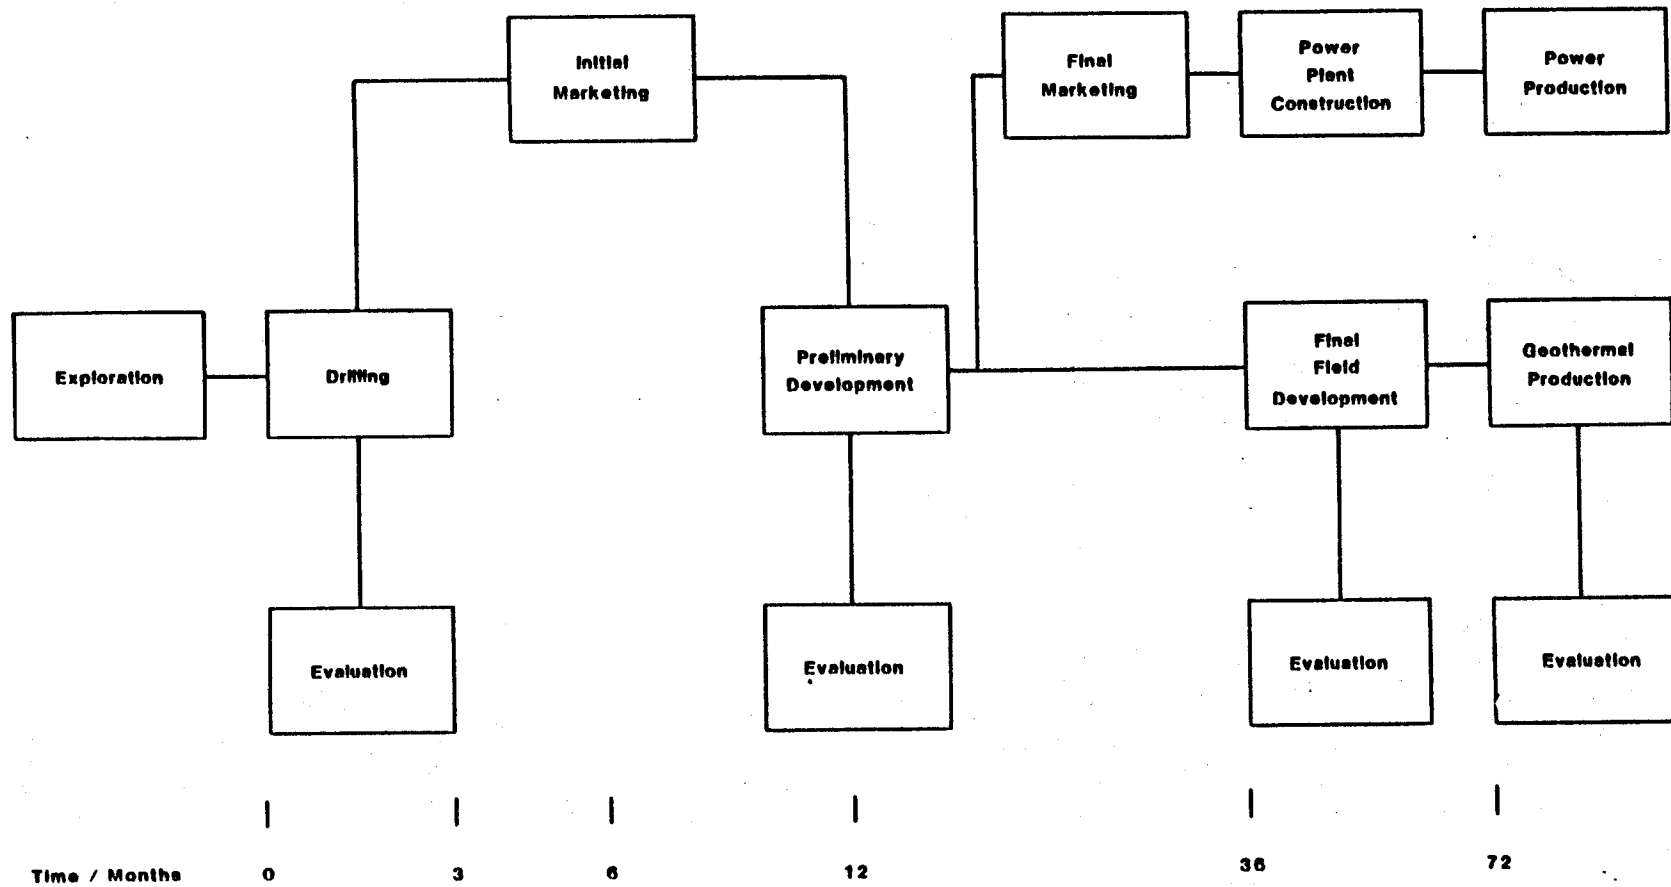 Initial
Marketing
Final
Marketing
Power
Plant
Construction
Power
Production
Exploration
Drilling
Preliminary
Development
Final
Field
Development
Geothermal
Production
Evaluation
Evaluation
Evaluation
Evaluation
Time / Months 0 3 6 12 36 72